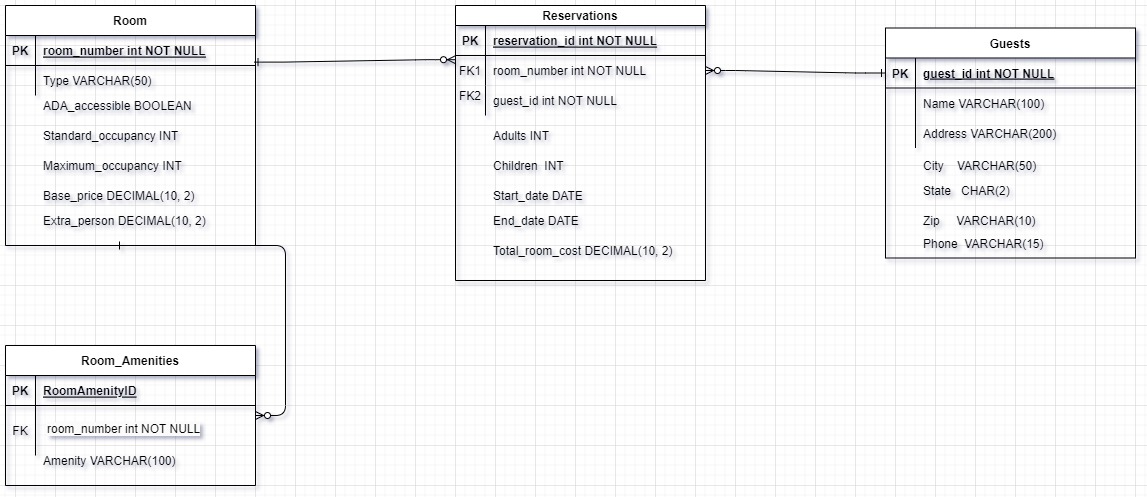 Room
PK room_number int NOT NULL
Type VARCHAR(50)
ADA_accessible BOOLEAN
Standard_occupancy INT
Maximum_occupancy INT
Base_price DECIMAL(10, 2)
Extra_person DECIMAL(10, 2)
Reservations
PK reservation_id int NOT NULL
FK1 room_number int NOT NULL
FK2 guest_id int NOT NULL
Adults INT
Children INT
Start_date DATE
End_date DATE
Total_room_cost DECIMAL(10, 2)
Guests
PK guest_id int NOT NULL
Name VARCHAR(100)
Address VARCHAR(200)
City VARCHAR(50)
State CHAR(2)
Zip VARCHAR(10)
Phone VARCHAR(15)
Room_Amenities
PK RoomAmenityID
FK room_number int NOT NULL
Amenity VARCHAR(100)